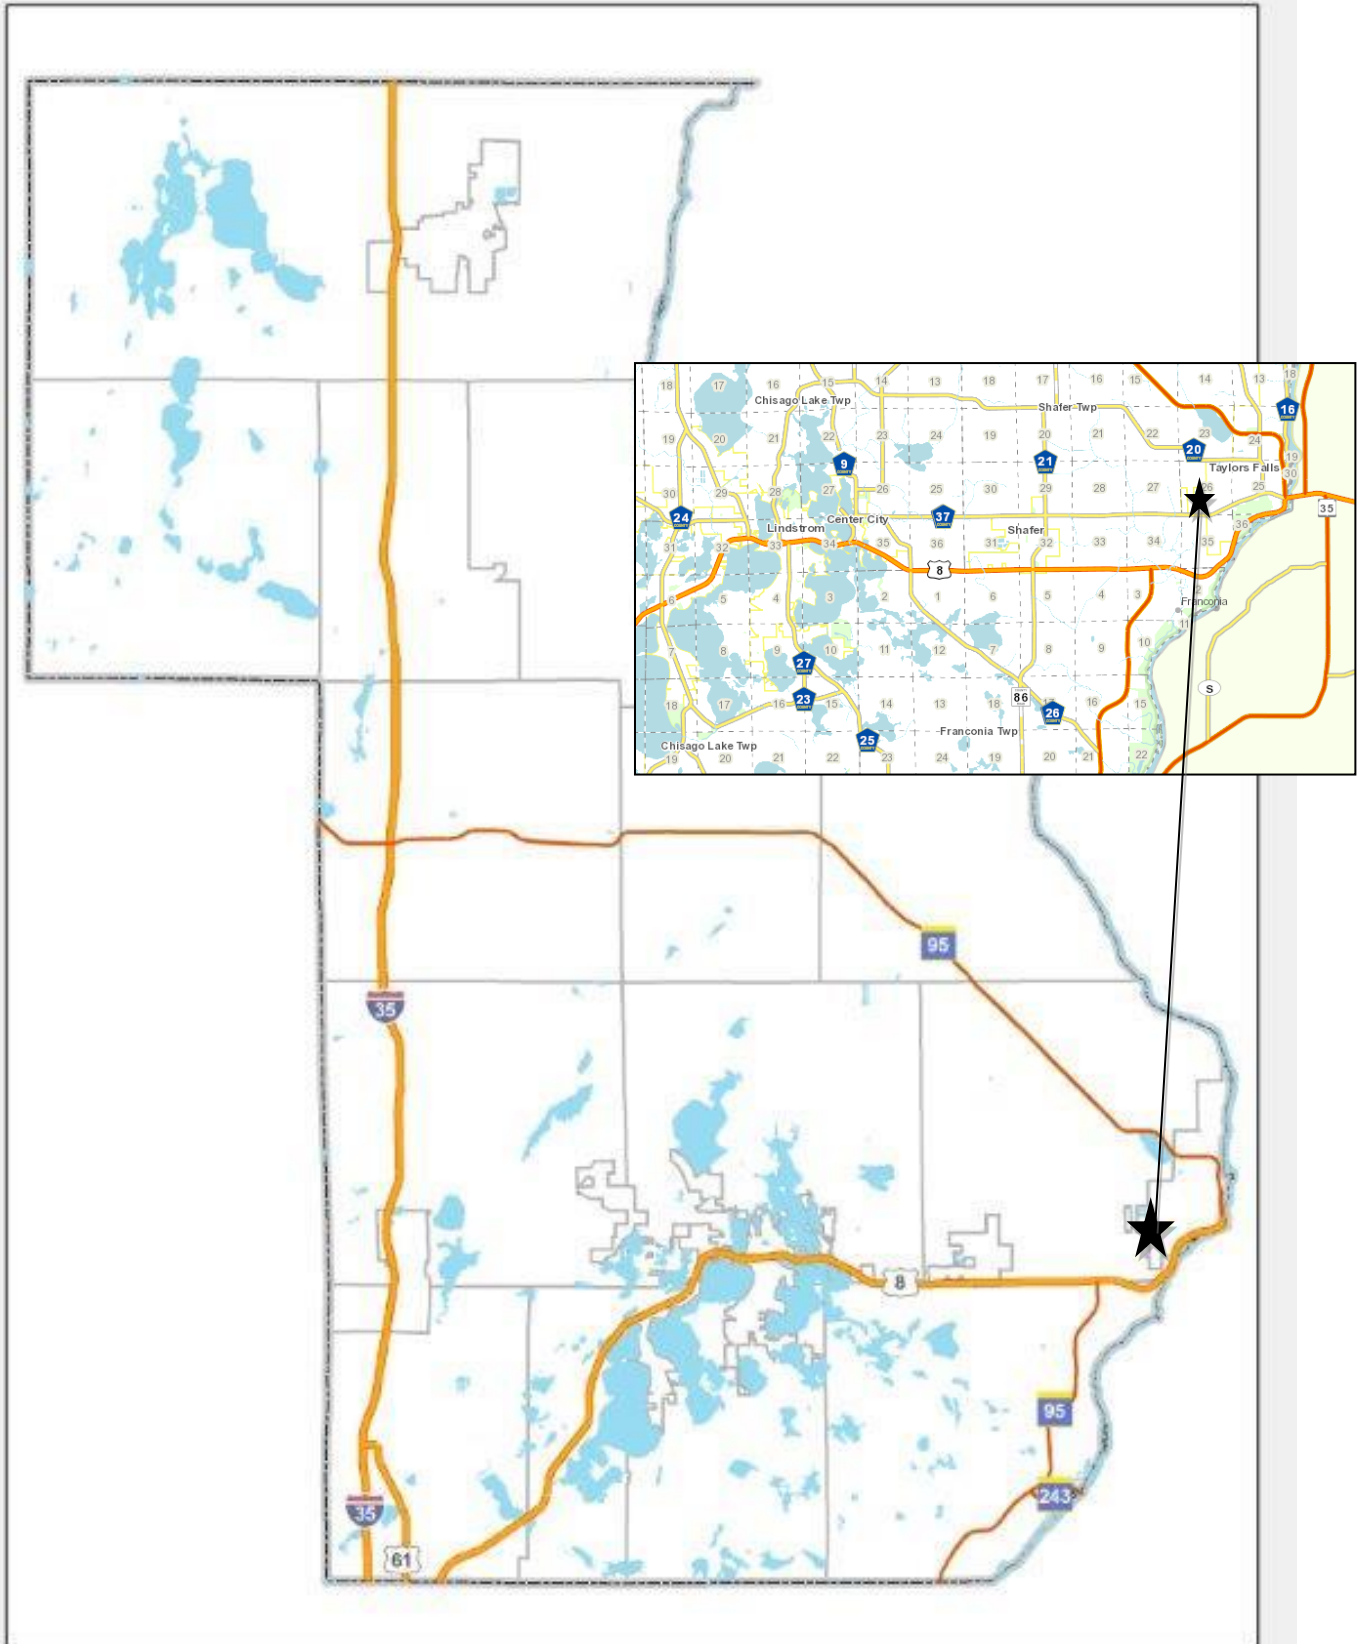 18 17 16 15 14 13 18 17 16 15 14 13 18
Chisago Lake Twp
Shafer Twp
16
19 20 21 22 23 24 19 20 21 22 23 24 19
9
21
20
Taylors Falls
30 29 28 27 26 25 30 29 28 27 26 25 30
24
Lindstrom
Center City
37
Shafer
35
31 32 33 34 35 36 31 32 33 34 35 36
8
6 5 4 3 2 1 6 5 4 3 2
Franconia
7 8 9 10 11 12 7 8 9 10 11
27
23
86
26
S
18 17 16 15 14 13 18 16 15
25
Chisago Lake Twp
Franconia Twp
19 20 21 22 23 24 19 20 21 22
95
35
8
95
243
35
61